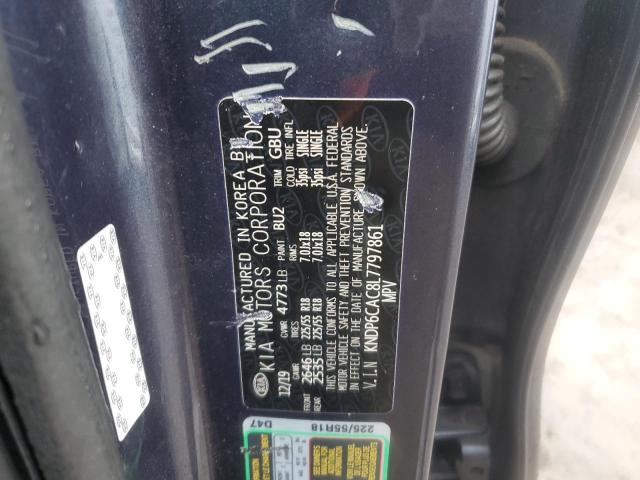 MANUFACTURED IN KOREA BY
KIA MOTORS CORPORATION
12/19 GVWR 4773LB PAINT BU2 TRIM GBU
GAWR TIRES RIMS COLD TIRE INFL
FRONT 2646LB 225/55 R18 7.0Jx18 35psi SINGLE
REAR 2535LB 225/55 R18 7.0Jx18 35psi SINGLE
THIS VEHICLE CONFORMS TO ALL APPLICABLE U.S.A. FEDERAL
MOTOR VEHICLE SAFETY AND THEFT PREVENTION STANDARDS
IN EFFECT ON THE DATE OF MANUFACTURE SHOWN ABOVE.
V.I.N KNDP6CAC8L7797861
MPV
D47 225/55R18